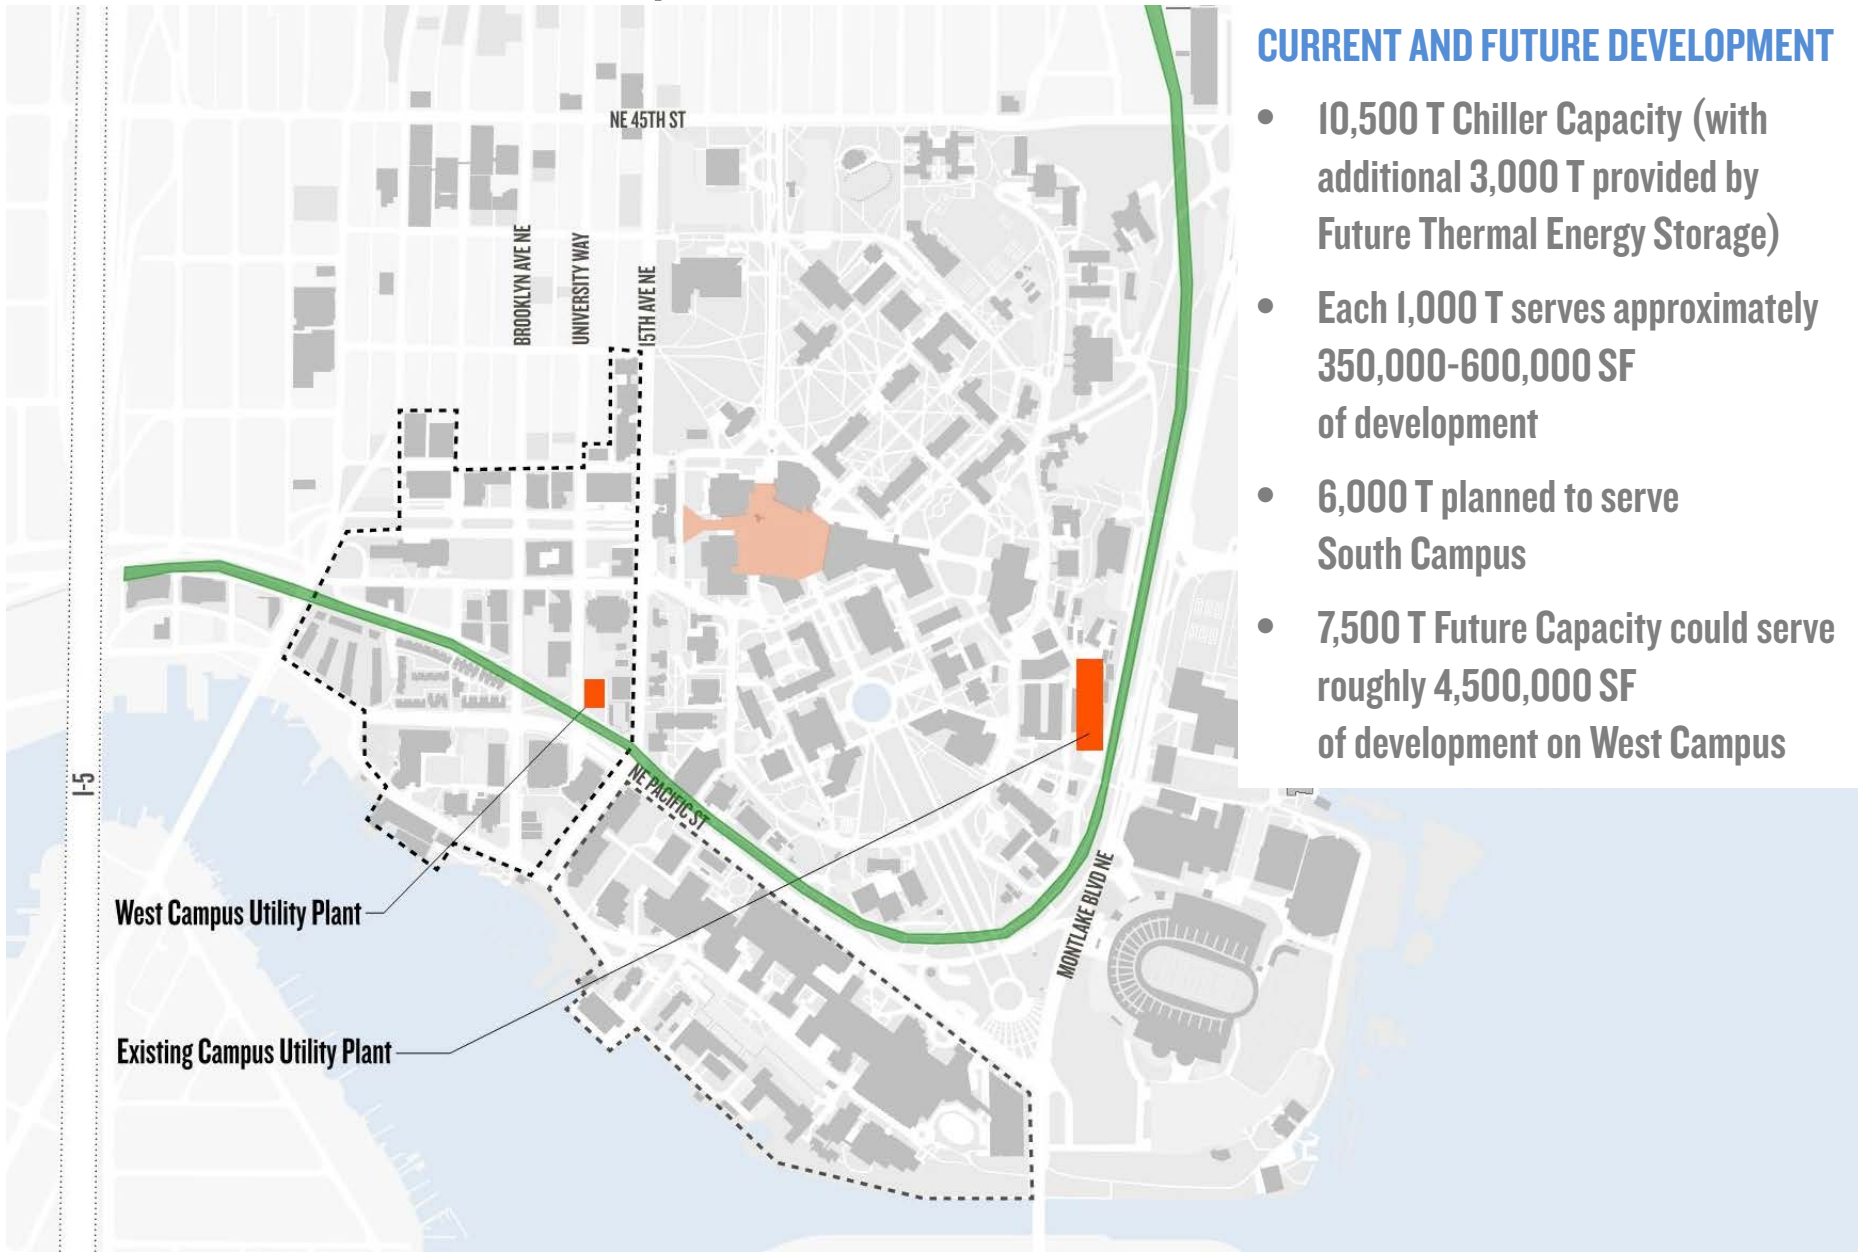 CURRENT AND FUTURE DEVELOPMENT
• 10,500 T Chiller Capacity (with
additional 3,000 T provided by
Future Thermal Energy Storage)
• Each 1,000 T serves approximately
350,000-600,000 SF
of development
• 6,000 T planned to serve
South Campus
• 7,500 T Future Capacity could serve
roughly 4,500,000 SF
of development on West Campus
NE 45TH ST
BROOKLYN AVE NE
UNIVERSITY WAY
15TH AVE NE
I-5
NE PACIFIC ST
MONTLAKE BLVD NE
West Campus Utility Plant
Existing Campus Utility Plant